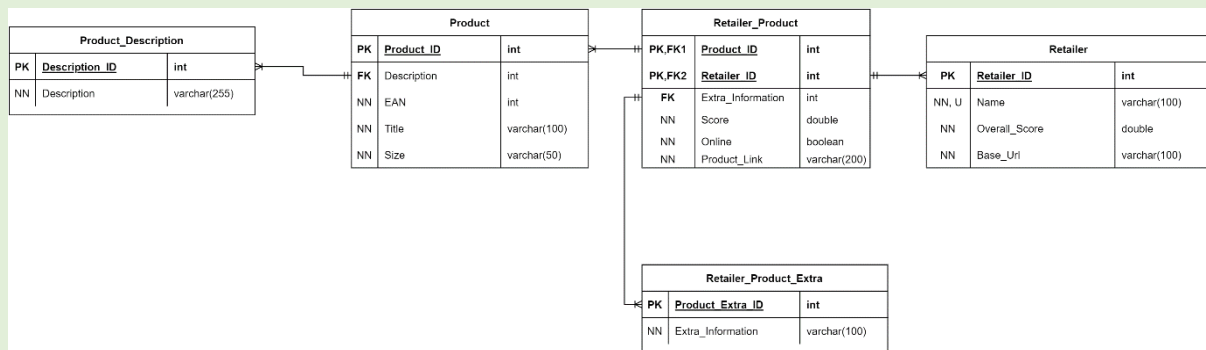 Product_Description
PK Description_ID int
NN Description varchar(255)
Product
PK Product_ID int
FK Description int
NN EAN int
NN Title varchar(100)
NN Size varchar(50)
Retailer_Product
PK,FK1 Product_ID int
PK,FK2 Retailer_ID int
FK Extra_Information int
NN Score double
NN Online boolean
NN Product_Link varchar(200)
Retailer
PK Retailer_ID int
NN, U Name varchar(100)
NN Overall_Score double
NN Base_Url varchar(100)
Retailer_Product_Extra
PK Product_Extra_ID int
NN Extra_Information varchar(100)